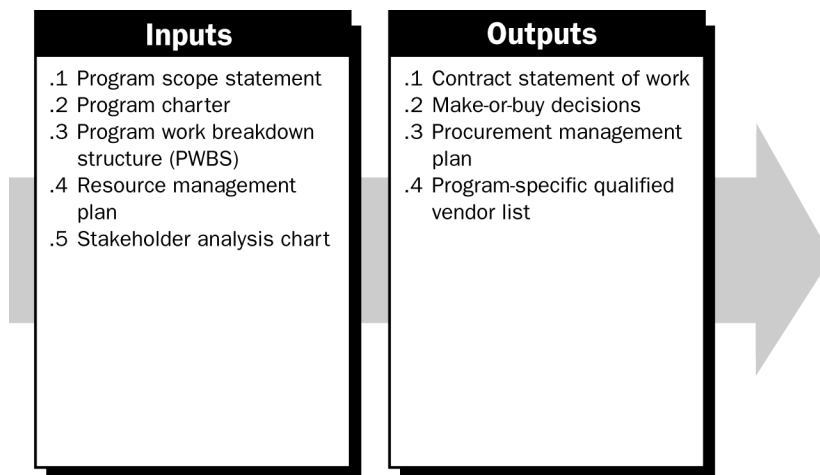 Inputs
.1 Program scope statement
.2 Program charter
.3 Program work breakdown
structure (PWBS)
.4 Resource management
plan
.5 Stakeholder analysis chart
Outputs
.1 Contract statement of work
.2 Make-or-buy decisions
.3 Procurement management
plan
.4 Program-specific qualified
vendor list